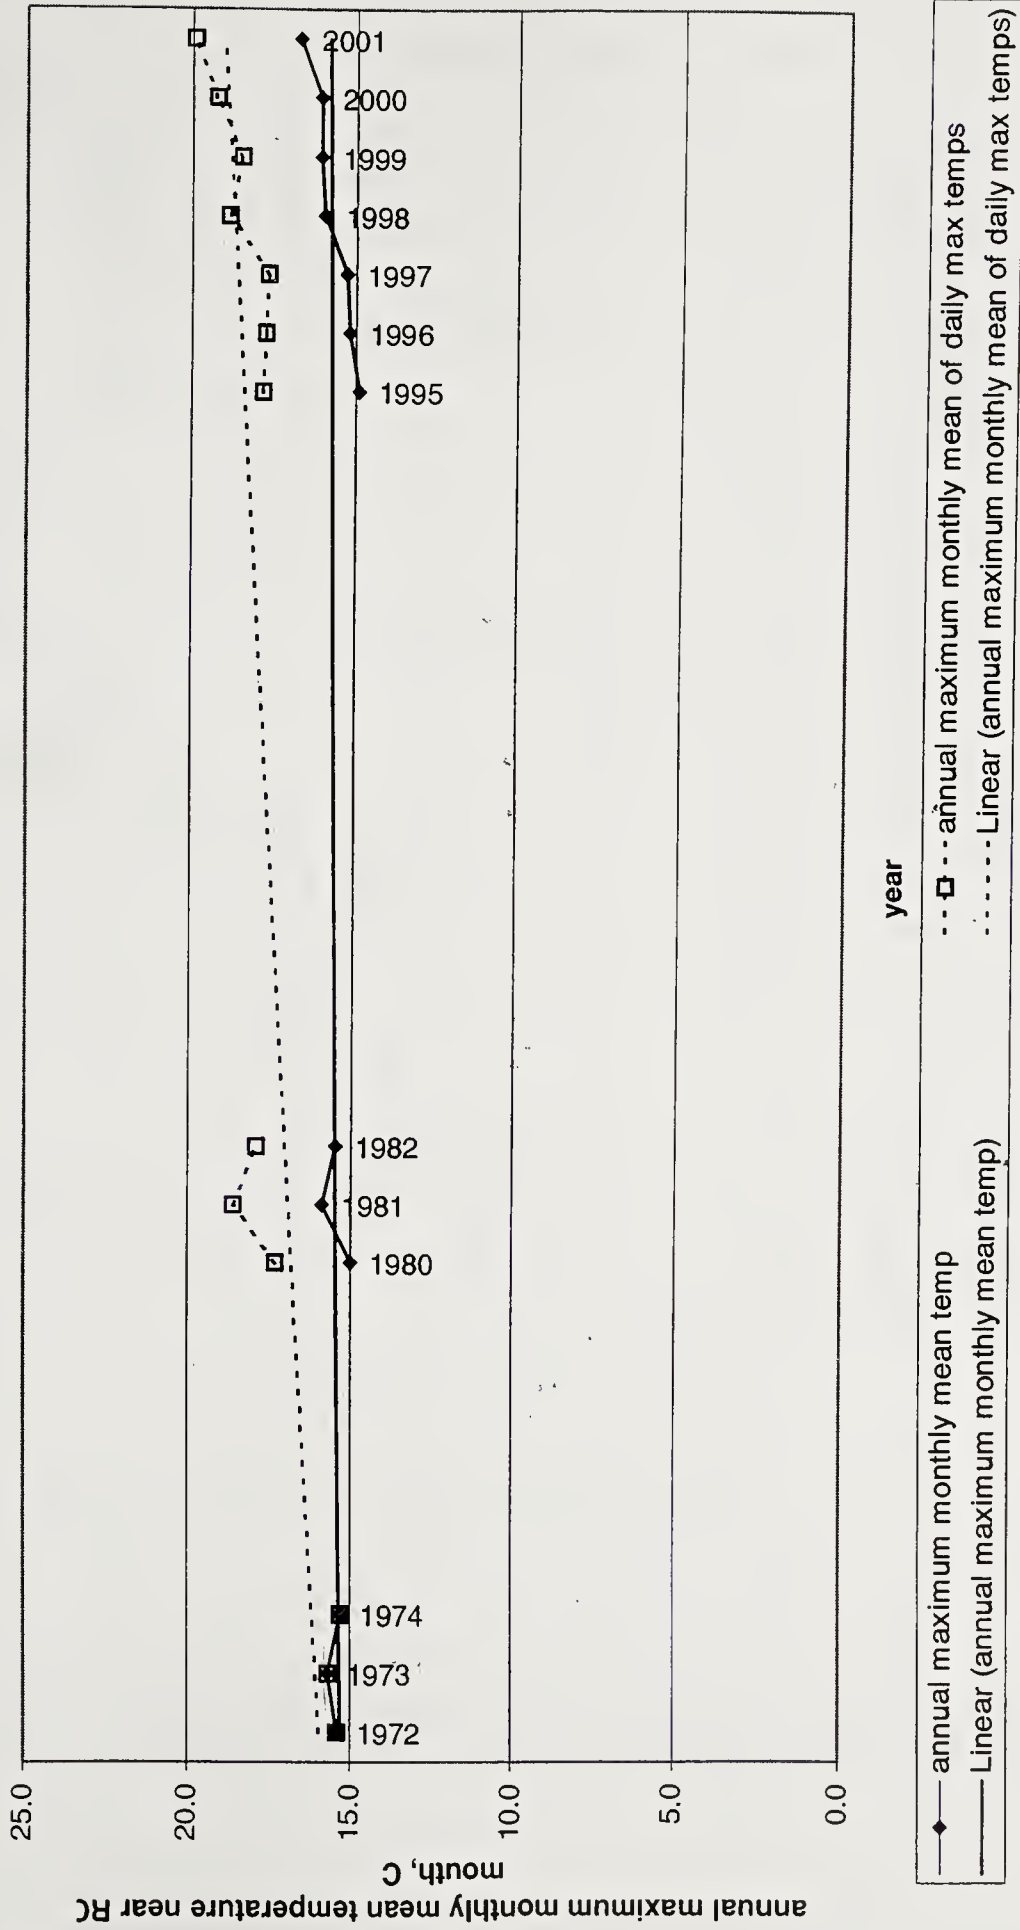 annual maximum monthly mean temperature near RC
mouth, C
25.0
20.0
15.0
10.0
5.0
0.0
1972
1973
1974
1980
1981
1982
1995
1996
1997
1998
1999
2000
2001
year
annual maximum monthly mean temp
annual maximum monthly mean of daily max temps
Linear (annual maximum monthly mean temp)
Linear (annual maximum monthly mean of daily max temps)